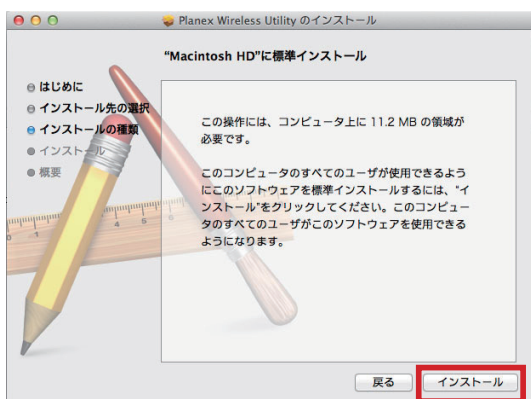 Planex Wireless Utility のインストール
“Macintosh HD”に標準インストール
はじめに
インストール先の選択
インストールの種類
インストール
概要
この操作には、コンピュータ上に 11.2 MB の領域が
必要です。
このコンピュータのすべてのユーザが使用できるよう
にこのソフトウェアを標準インストールするには、“イ
ンストール”をクリックしてください。このコンピュー
タのすべてのユーザがこのソフトウェアを使用できる
ようになります。
戻る
インストール